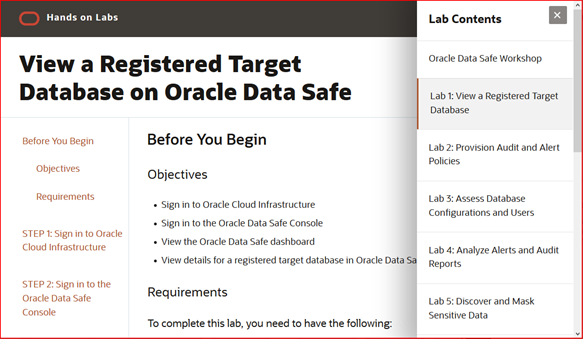 Hands on Labs
View a Registered Target
Database on Oracle Data Safe
Before You Begin
Objectives
Requirements
STEP 1: Sign in to Oracle
Cloud Infrastructure
STEP 2: Sign in to the
Oracle Data Safe
Console
Before You Begin
Objectives
• Sign in to Oracle Cloud Infrastructure
• Sign in to the Oracle Data Safe Console
• View the Oracle Data Safe dashboard
• View details for a registered target database in Oracle Data Sa
Requirements
To complete this lab, you need to have the following:
Lab Contents
Oracle Data Safe Workshop
Lab 1: View a Registered Target
Database
Lab 2: Provision Audit and Alert
Policies
Lab 3: Assess Database
Configurations and Users
Lab 4: Analyze Alerts and Audit
Reports
Lab 5: Discover and Mask
Sensitive Data